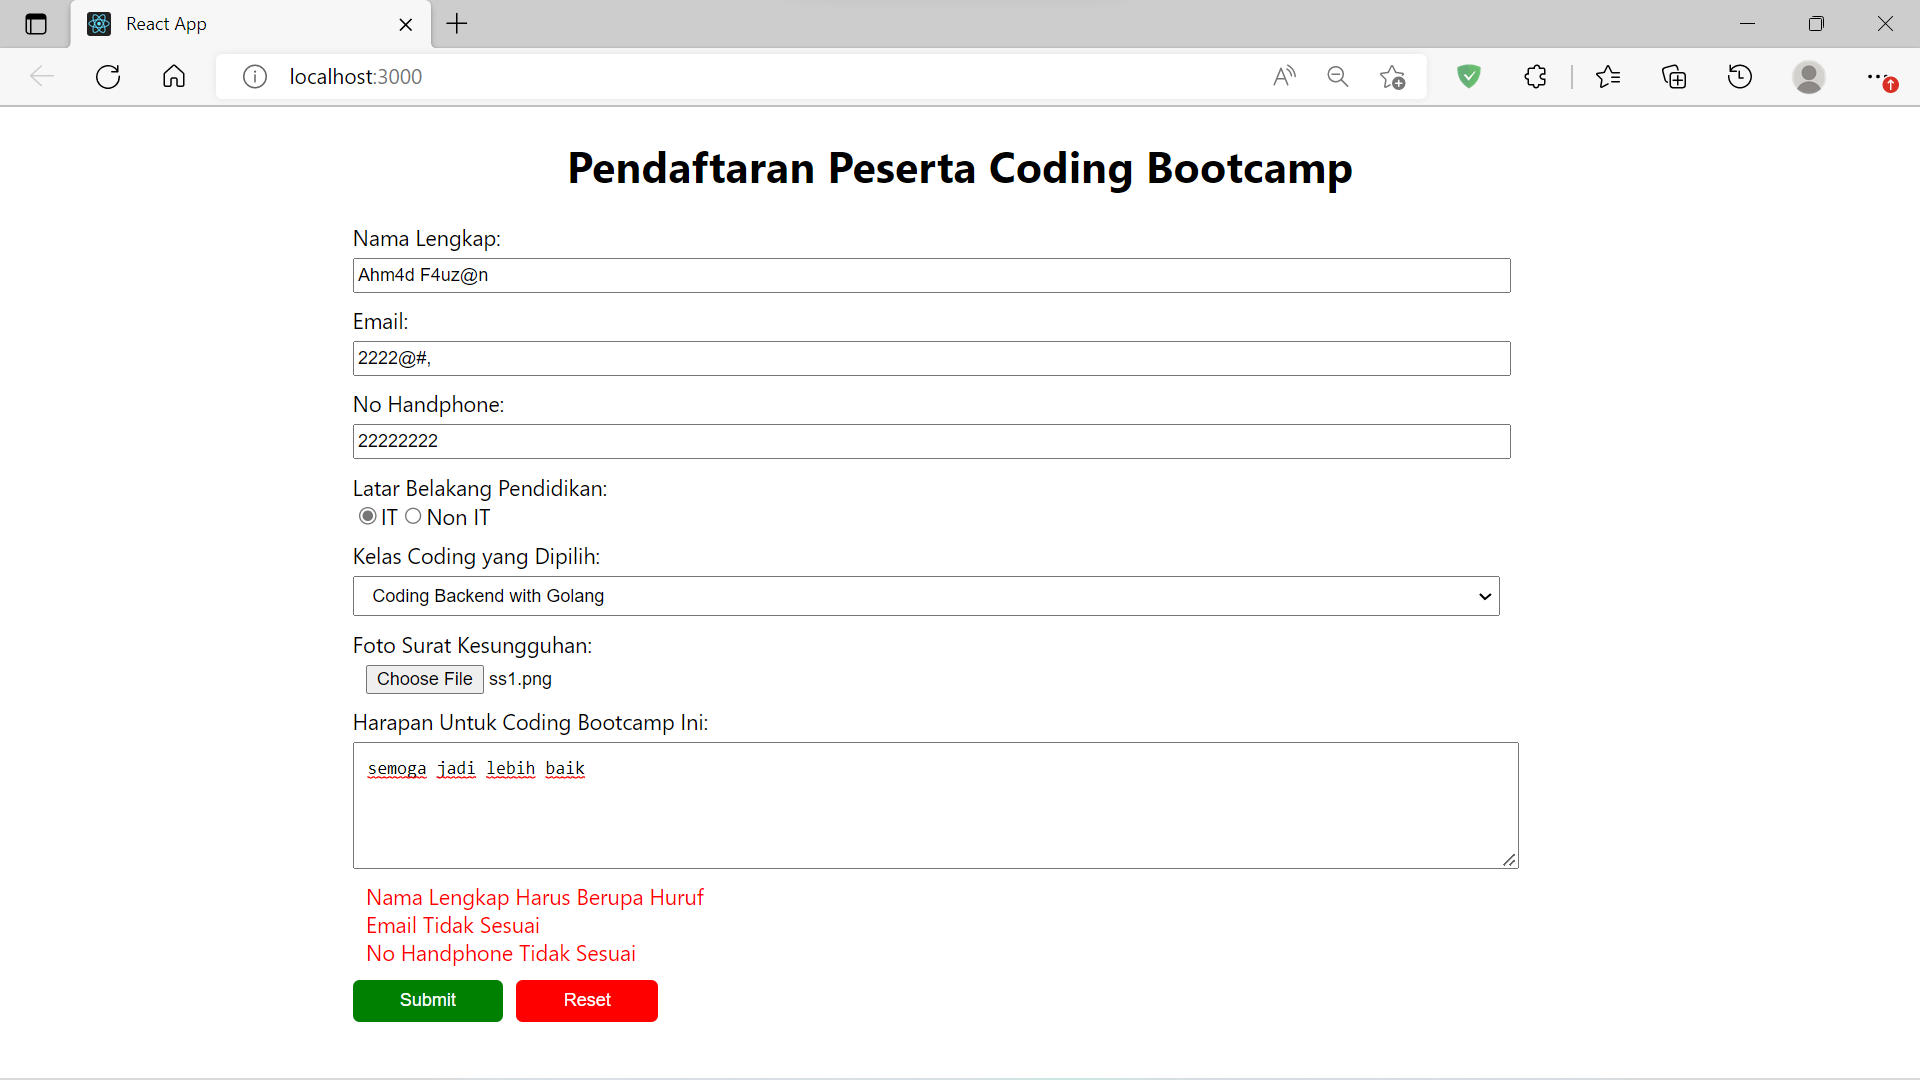 React App
localhost:3000
Pendaftaran Peserta Coding Bootcamp
Nama Lengkap:
Ahm4d F4uz@n
Email:
2222@#,
No Handphone:
22222222
Latar Belakang Pendidikan:
IT Non IT
Kelas Coding yang Dipilih:
Coding Backend with Golang
Foto Surat Kesungguhan:
Choose File ss1.png
Harapan Untuk Coding Bootcamp Ini:
semoga jadi lebih baik
Nama Lengkap Harus Berupa Huruf
Email Tidak Sesuai
No Handphone Tidak Sesuai
Submit Reset